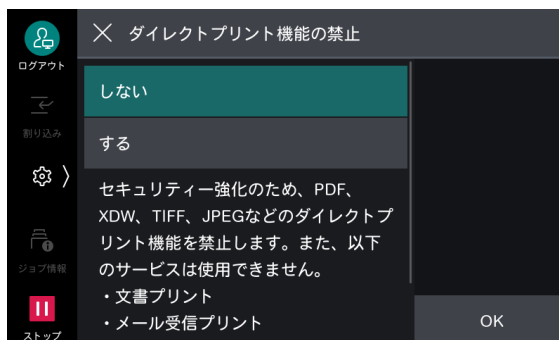 ダイレクトプリント機能の禁止
ログアウト
しない
割り込み
する
セキュリティー強化のため、PDF、
XDW、TIFF、JPEGなどのダイレクトプ
リント機能を禁止します。また、以下
のサービスは使用できません。
・文書プリント
・メール受信プリント
ジョブ情報
ストップ
OK